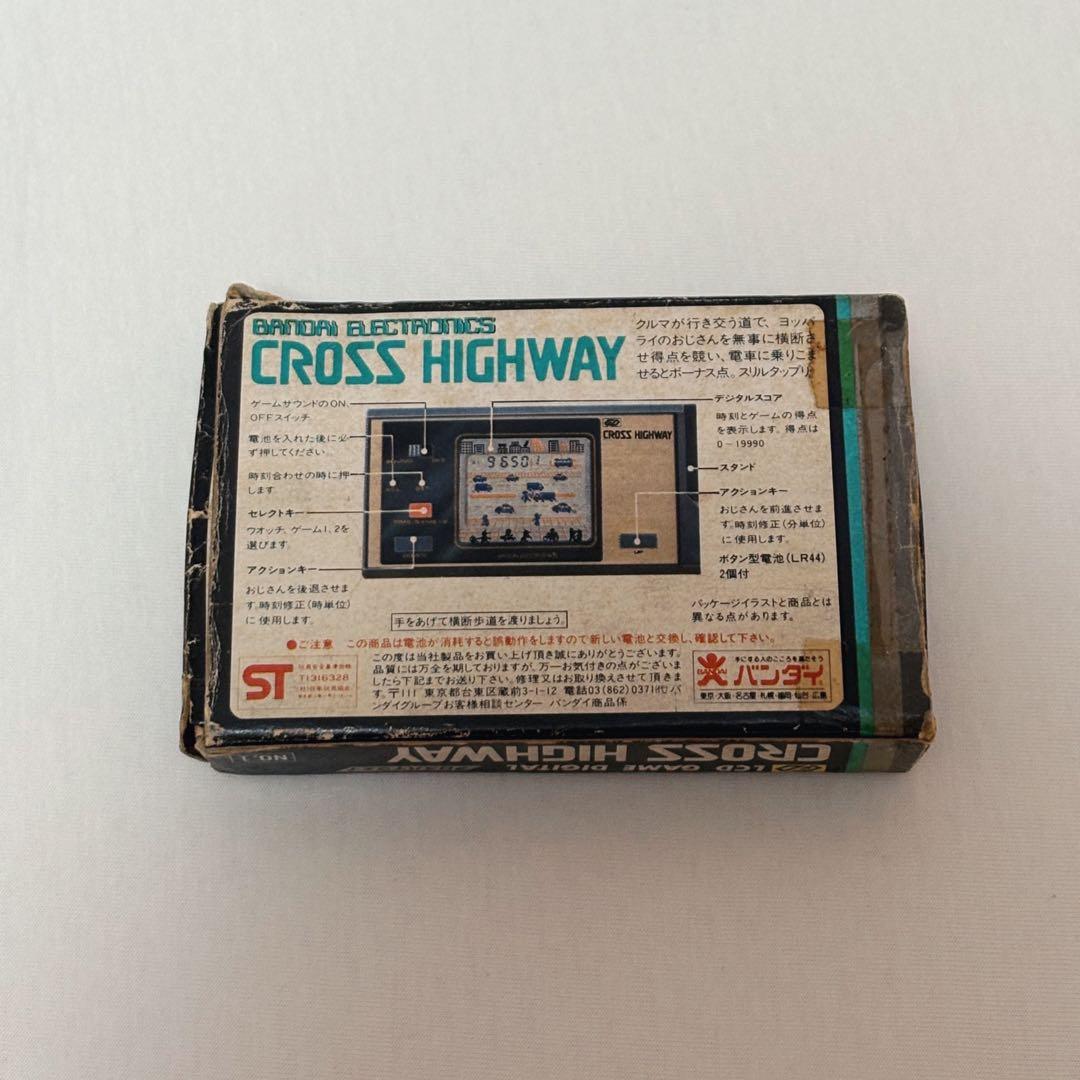 BANDAI ELECTRONICS
CROSS HIGHWAY
クルマが行き交う道で、ヨッパ
ライのおじさんを無事に横断さ
せ得点を競い、電車に乗りこま
せるとボーナス点。スリルタップリ
ゲームサウンドのON、
OFFスイッチ
電池を入れた後に必
ず押してください。
時刻合わせの時に押
します
セレクトキー
ウオッチ、ゲーム1、2を
選びます。
アクションキー
おじさんを後退させま
す。時刻修正(時単位)
に使用します。
CROSS HIGHWAY
96501
デジタルスコア
時刻とゲームの得点
を表示します。得点は
0-19990
スタンド
アクションキー
おじさんを前進させま
す。時刻修正(分単位)
に使用します。
ボタン型電池(LR44)
2個付
パッケージイラストと商品とは
異なる点があります。
手をあげて横断歩道を渡りましょう。
●ご注意 この商品は電池が消耗すると誤動作をしますので新しい電池と交換し、確認して下さい。
ST
T1316328
この度は当社製品をお買い上げ頂き誠にありがとうございます。
品質には万全を期しておりますが、万一お気付きの点がございま
したら下記までお送り下さい。修理又はお取り換えさせて頂きま
す。〒111 東京都台東区蔵前3-1-12 電話03(862)0371㈹バ
ンダイグループお客様相談センター バンダイ商品係
BANDAI
バンダイ
東京・大阪・名古屋・札幌・福岡・仙台・広島
CROSS HIGHWAY
LCD GAME DIGITAL
NO.1